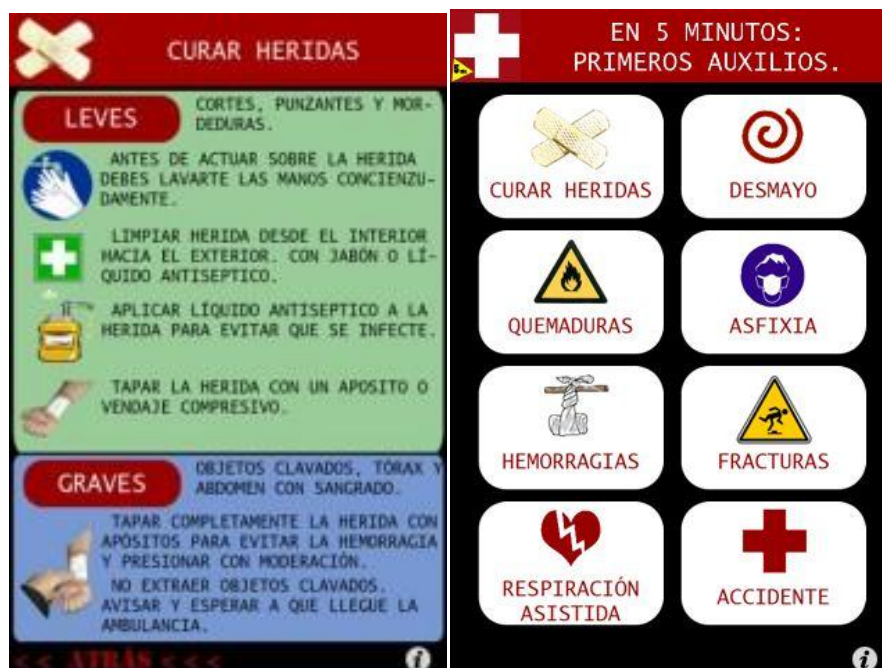 CURAR HERIDAS
LEVES
CORTES, PUNZANTES Y MOR-
DEDURAS.
ANTES DE ACTUAR SOBRE LA HERIDA
DEBES LAVARTE LAS MANOS CONCIENZU-
DAMENTE.
LIMPIAR HERIDA DESDE EL INTERIOR
HACIA EL EXTERIOR. CON JABÓN O LÍ-
QUIDO ANTISEPTICO.
APLICAR LÍQUIDO ANTISEPTICO A LA
HERIDA PARA EVITAR QUE SE INFECTE.
TAPAR LA HERIDA CON UN APOSITO O
VENDAJE COMPRESIVO.
GRAVES
OBJETOS CLAVADOS, TÓRAX Y
ABDOMEN CON SANGRADO.
TAPAR COMPLETAMENTE LA HERIDA CON
APÓSITOS PARA EVITAR LA HEMORRAGIA
Y PRESIONAR CON MODERACIÓN.
NO EXTRAER OBJETOS CLAVADOS.
AVISAR Y ESPERAR A QUE LLEGUE LA
AMBULANCIA.
<< ATRÁS <<<
i
EN 5 MINUTOS:
PRIMEROS AUXILIOS.
CURAR HERIDAS
DESMAYO
QUEMADURAS
ASFIXIA
HEMORRAGIAS
FRACTURAS
RESPIRACIÓN
ASISTIDA
ACCIDENTE
i